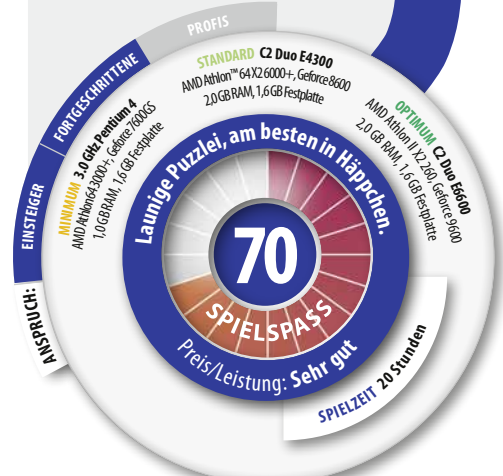 ANSPRUCH:
EINSTEIGER
FORTGESCHRITTENE
PROFIS
MINIMUM 3.0 GHz Pentium 4
AMD Athlon 64 3000+, Geforce 7600GS
1,0 GB RAM, 1.6 GB Festplatte
STANDARD C2 Duo E4300
AMD Athlon™ 64 X2 6000+, Geforce 8600
2,0 GB RAM, 1,6 GB Festplatte
OPTIMUM C2 Duo E6600
AMD Athlon II X2 260, Geforce 9600
2,0 GB RAM, 1,6 GB Festplatte
Launige Puzzlei, am besten in Häppchen.
70
SPIELSPASS
Preis/Leistung: Sehr gut
SPIELZEIT 20 Stunden